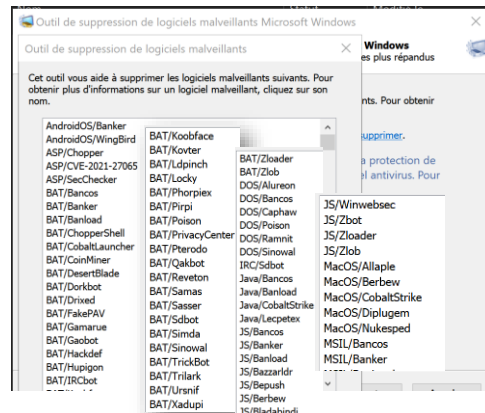 Outil de suppression de logiciels malveillants Microsoft Windows
Outil de suppression de logiciels malveillants
Windows
es plus répandus
Cet outil vous aide à supprimer les logiciels malveillants suivants. Pour
obtenir plus d'informations sur un logiciel malveillant, cliquez sur son
nom.
nts. Pour obtenir
supprimer.
a protection de
el antivirus. Pour
AndroidOS/Banker
AndroidOS/WingBird
ASP/Chopper
ASP/CVE-2021-27065
ASP/SecChecker
BAT/Bancos
BAT/Banker
BAT/Banload
BAT/ChopperShell
BAT/CobaltLauncher
BAT/CoinMiner
BAT/DesertBlade
BAT/Dorkbot
BAT/Drixed
BAT/FakePAV
BAT/Gamarue
BAT/Gaobot
BAT/Hackdef
BAT/Hupigon
BAT/IRCbot
BAT/Koobface
BAT/Kovter
BAT/Ldpinch
BAT/Locky
BAT/Phorpiex
BAT/Pirpi
BAT/Poison
BAT/PrivacyCenter
BAT/Pterodo
BAT/Qakbot
BAT/Reveton
BAT/Samas
BAT/Sasser
BAT/Sdbot
BAT/Simda
BAT/Sinowal
BAT/TrickBot
BAT/Trilark
BAT/Ursnif
BAT/Xadupi
BAT/Zloader
BAT/Zlob
DOS/Alureon
DOS/Bancos
DOS/Caphaw
DOS/Poison
DOS/Ramnit
DOS/Sinowal
IRC/Sdbot
Java/Bancos
Java/Banload
Java/CobaltStrike
Java/Lecpetex
JS/Bancos
JS/Banker
JS/Banload
JS/Bazzarldr
JS/Bepush
JS/Berbew
JS/Bladabindi
JS/Winwebsec
JS/Zbot
JS/Zloader
JS/Zlob
MacOS/Allaple
MacOS/Berbew
MacOS/CobaltStrike
MacOS/Diplugem
MacOS/Nukesped
MSIL/Bancos
MSIL/Banker